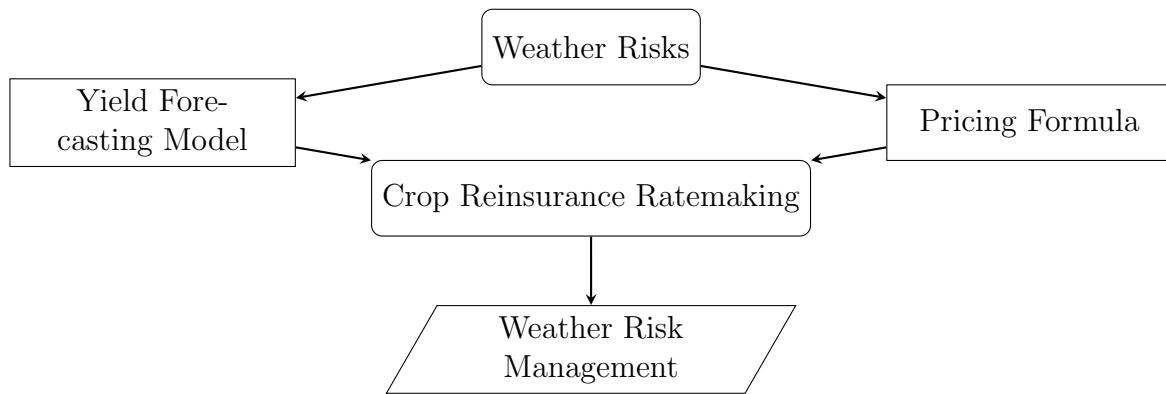 Weather Risks
Yield Fore-
casting Model
Pricing Formula
Crop Reinsurance Ratemaking
Weather Risk
Management